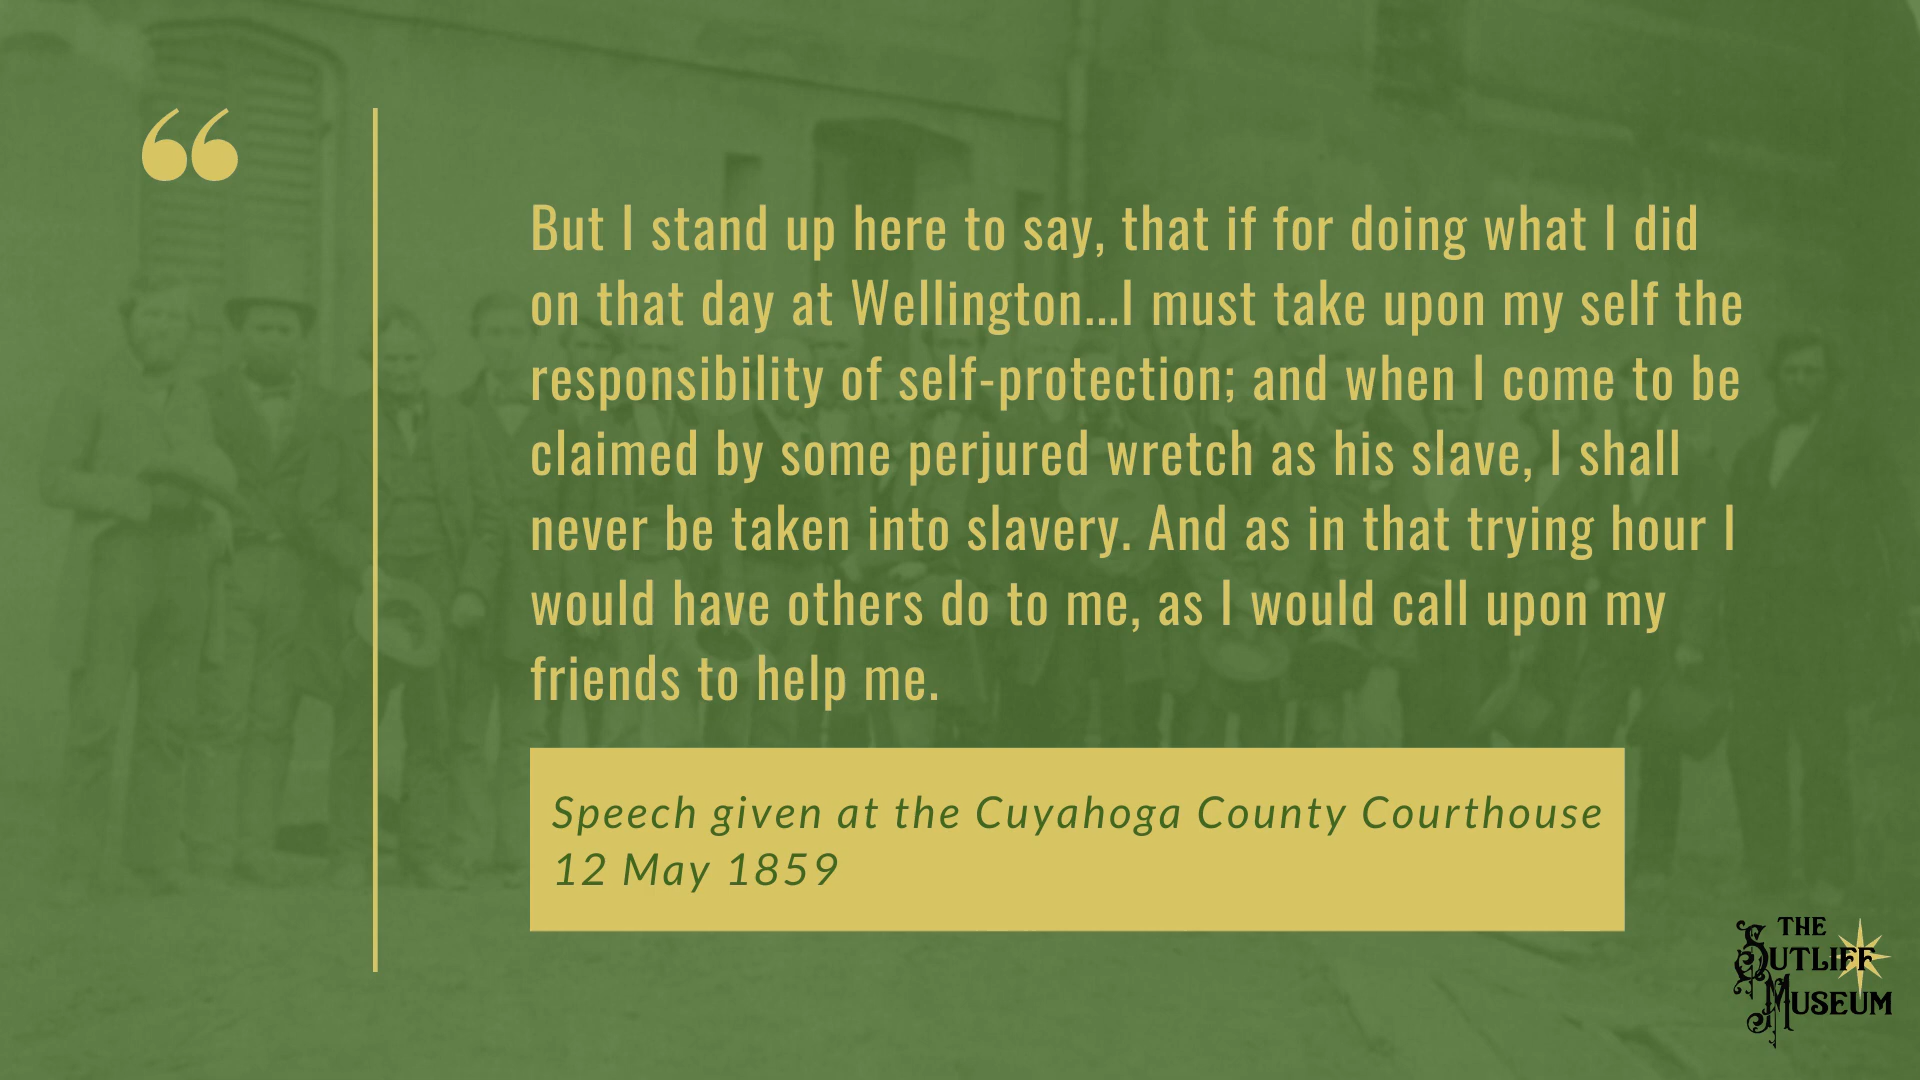 “
But I stand up here to say, that if for doing what I did
on that day at Wellington...I must take upon my self the
responsibility of self-protection; and when I come to be
claimed by some perjured wretch as his slave, I shall
never be taken into slavery. And as in that trying hour I
would have others do to me, as I would call upon my
friends to help me.
Speech given at the Cuyahoga County Courthouse
12 May 1859
THE
SUTLIFF
MUSEUM